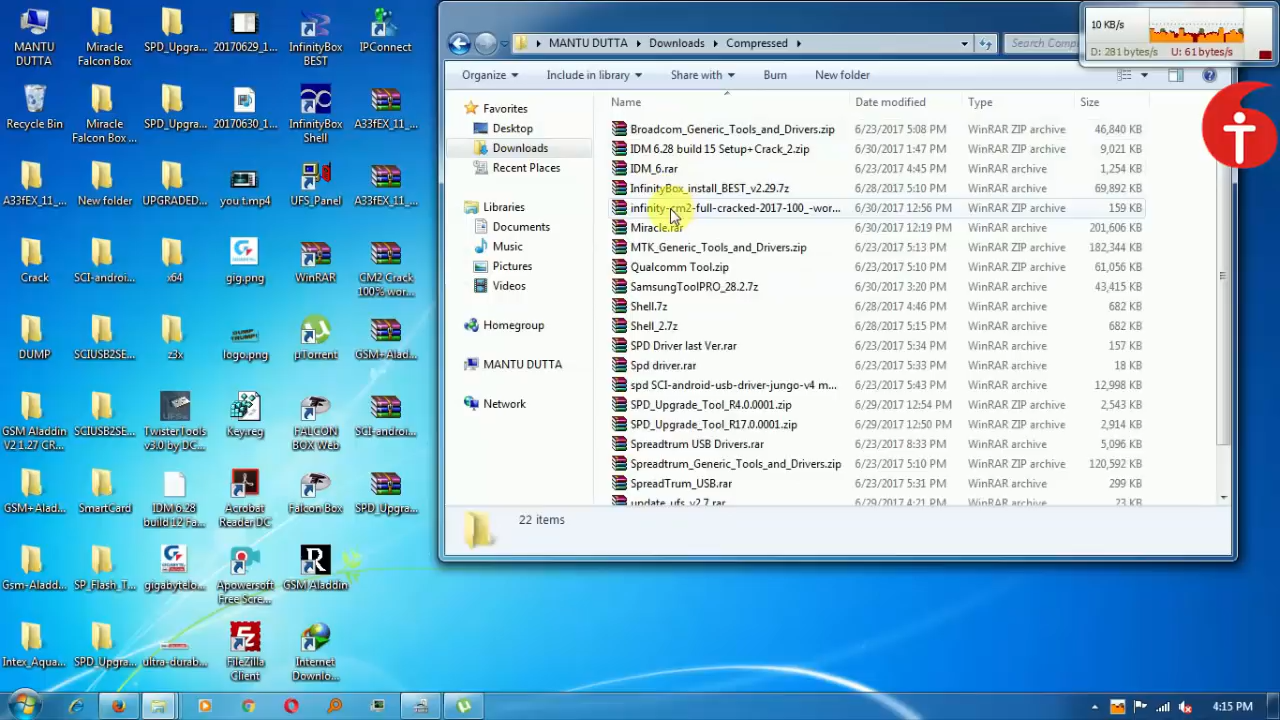 MANTU DUTTA
Miracle Falcon Box
SPD_Upgra...
20170629_1...
InfinityBox BEST
IPConnect
Recycle Bin
Miracle Falcon Box ...
SPD_Upgra...
20170630_1...
InfinityBox Shell
A33fEX_11_...
A33fEX_11_...
New folder
UPGRADED...
you t.mp4
UFS_Panel
A33fEX_11_...
Crack
SCI-androi...
x64
gig.png
WinRAR
CM2 Crack 100% wor...
DUMP
SCIUSB2SE...
z3x
logo.png
µTorrent
GSM+Alad...
GSM Aladdin V2.1.27 CR...
SCIUSB2SE...
TwisterTools v3.0 by DC...
Key.reg
FALCON BOX Web
SCI-androi...
GSM+Alad...
SmartCard
IDM 6.28 build 12 Fa...
Acrobat Reader DC
Falcon Box
SPD_Upgra...
Gsm-Aladd...
SP_Flash_T...
gigabytelo...
Apowersoft Free Scre...
GSM Aladdin
Intex_Aqua...
SPD_Upgra...
ultra-durab...
FileZilla Client
Internet Downlo...
MANTU DUTTA
Downloads
Compressed
Search Comp
10 KB/s
D: 281 bytes/s U: 61 bytes/s
Organize
Include in library
Share with
Burn
New folder
Favorites
Desktop
Downloads
Recent Places
Libraries
Documents
Music
Pictures
Videos
Homegroup
MANTU DUTTA
Network
Name Date modified Type Size
Broadcom_Generic_Tools_and_Drivers.zip 6/23/2017 5:08 PM WinRAR ZIP archive 46,840 KB
IDM 6.28 build 15 Setup+Crack_2.zip 6/30/2017 1:47 PM WinRAR ZIP archive 9,021 KB
IDM_6.rar 6/23/2017 4:45 PM WinRAR archive 1,254 KB
InfinityBox_install_BEST_v2.29.7z 6/28/2017 5:10 PM WinRAR archive 69,892 KB
infinity-cm2-full-cracked-2017-100_-wor... 6/30/2017 12:56 PM WinRAR ZIP archive 159 KB
Miracle.rar 6/30/2017 12:19 PM WinRAR archive 201,606 KB
MTK_Generic_Tools_and_Drivers.zip 6/23/2017 5:13 PM WinRAR ZIP archive 182,344 KB
Qualcomm Tool.zip 6/23/2017 5:10 PM WinRAR ZIP archive 61,056 KB
SamsungToolPRO_28.2.7z 6/30/2017 3:20 PM WinRAR archive 43,415 KB
Shell.7z 6/28/2017 4:46 PM WinRAR archive 682 KB
Shell_2.7z 6/28/2017 5:15 PM WinRAR archive 682 KB
SPD Driver last Ver.rar 6/23/2017 5:34 PM WinRAR archive 157 KB
Spd driver.rar 6/23/2017 5:33 PM WinRAR archive 18 KB
spd SCI-android-usb-driver-jungo-v4 m... 6/23/2017 5:43 PM WinRAR archive 12,998 KB
SPD_Upgrade_Tool_R4.0.0001.zip 6/29/2017 12:54 PM WinRAR ZIP archive 2,543 KB
SPD_Upgrade_Tool_R17.0.0001.zip 6/29/2017 12:50 PM WinRAR ZIP archive 2,914 KB
Spreadtrum USB Drivers.rar 6/23/2017 8:33 PM WinRAR archive 5,096 KB
Spreadtrum_Generic_Tools_and_Drivers.zip 6/23/2017 5:10 PM WinRAR ZIP archive 120,592 KB
SpreadTrum_USB.rar 6/23/2017 5:31 PM WinRAR archive 299 KB
update_ufs_v2.7.rar 6/29/2017 4:41 PM WinRAR archive 23 KB
22 items
4:15 PM